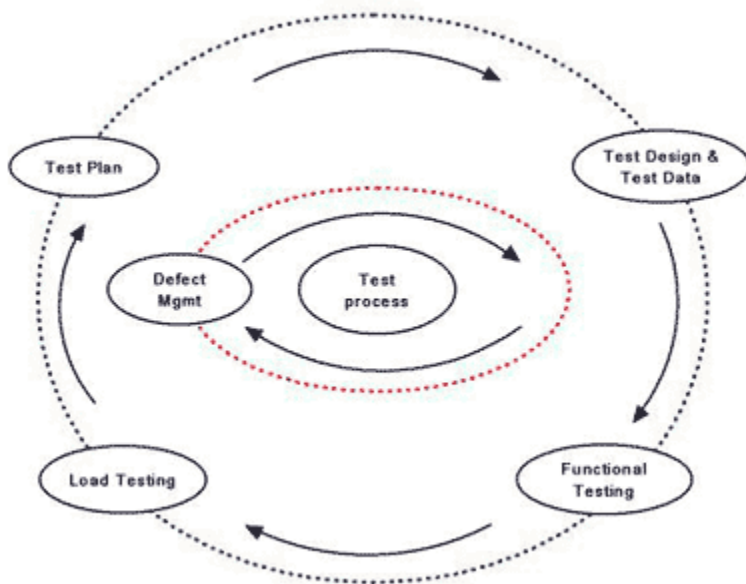 Test Plan
Test Design &
Test Data
Defect
Mgmt
Test
process
Load Testing
Functional
Testing